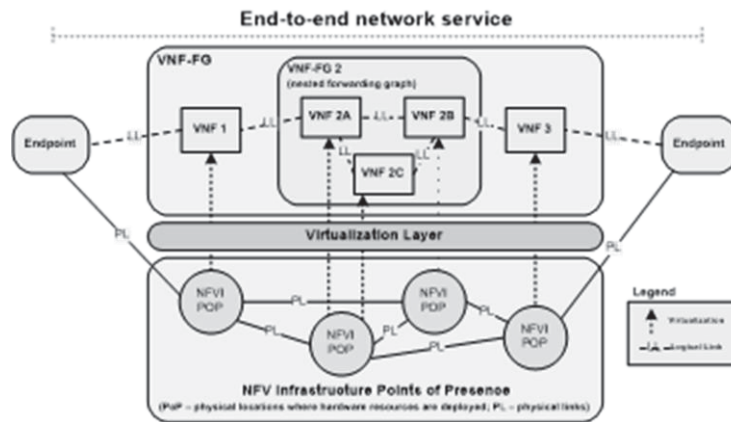 End-to-end network service
VNF-FG
VNF-FG 2
(nested forwarding graph)
VNF 1
VNF 2A
VNF 2B
VNF 3
VNF 2C
Endpoint
Endpoint
LL
LL
LL
LL
LL
LL
LL
PL
PL
Virtualization Layer
NFVI
POP
NFVI
POP
NFVI
POP
NFVI
POP
PL
PL
PL
PL
PL
NFV Infrastructure Points of Presence
(PoP – physical locations where hardware resources are deployed; PL – physical links)
Legend
Virtualization
LL Logical Link